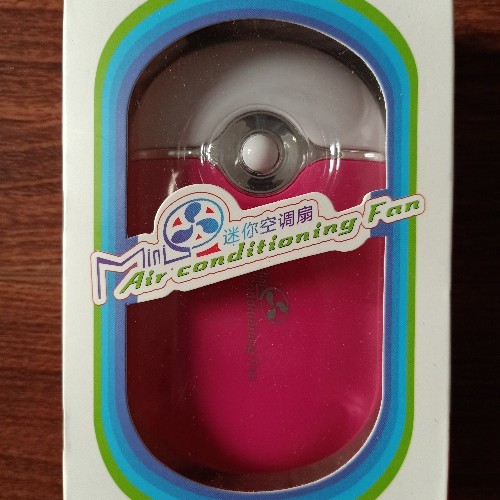 Mini 迷你空调扇
Air conditioning Fan